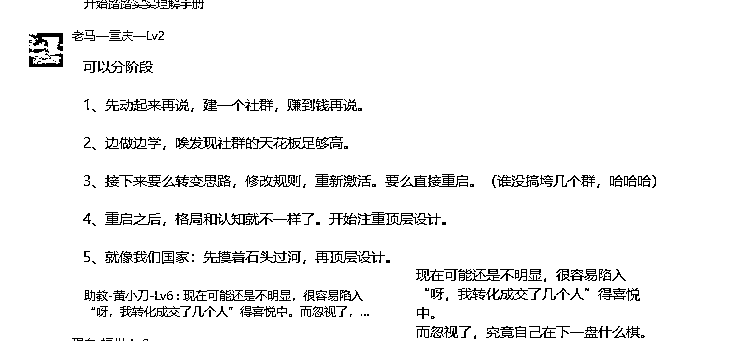 开始踏踏实实理解手册
老马—重庆—Lv2
可以分阶段
1、先动起来再说，建一个社群，赚到钱再说。
2、边做边学，唉发现社群的天花板足够高。
3、接下来要么转变思路，修改规则，重新激活。要么直接重启。（谁没搞垮几个群，哈哈哈）
4、重启之后，格局和认知就不一样了。开始注重顶层设计。
5、就像我们国家：先摸着石头过河，再顶层设计。
助教-黄小刀-Lv6 : 现在可能还是不明显，很容易陷入
“呀，我转化成交了几个人”得喜悦中。而忽视了，...
现在可能还是不明显，很容易陷入
“呀，我转化成交了几个人”得喜悦
中。
而忽视了，究竟自己在下一盘什么棋。